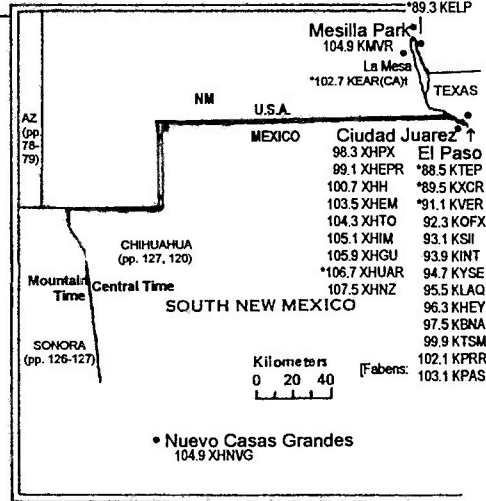 *89.3 KELP
Mesilla Park
104.9 KMVR
La Mesa
*102.7 KEAR(CA)†
TEXAS
NM
U.S.A.
MEXICO
AZ
(pp.
78-
79)
Ciudad Juarez
98.3 XHPX
99.1 XHEPR
100.7 XHH
103.5 XHEM
104.3 XHTO
105.1 XHIM
105.9 XHGU
*106.7 XHUAR
107.5 XHNZ
↑
El Paso
*88.5 KTEP
*89.5 KXCR
*91.1 KVER
92.3 KOFX
93.1 KSII
93.9 KINT
94.7 KYSE
95.5 KLAQ
96.3 KHEY
97.5 KBNA
99.9 KTSM
102.1 KPRR
[Fabens: 103.1 KPAS
CHIHUAHUA
(pp. 127, 120)
Mountain Central Time
Time
SOUTH NEW MEXICO
SONORA
(pp. 126-127)
Kilometers
0 20 40
Nuevo Casas Grandes
104.9 XHNVG